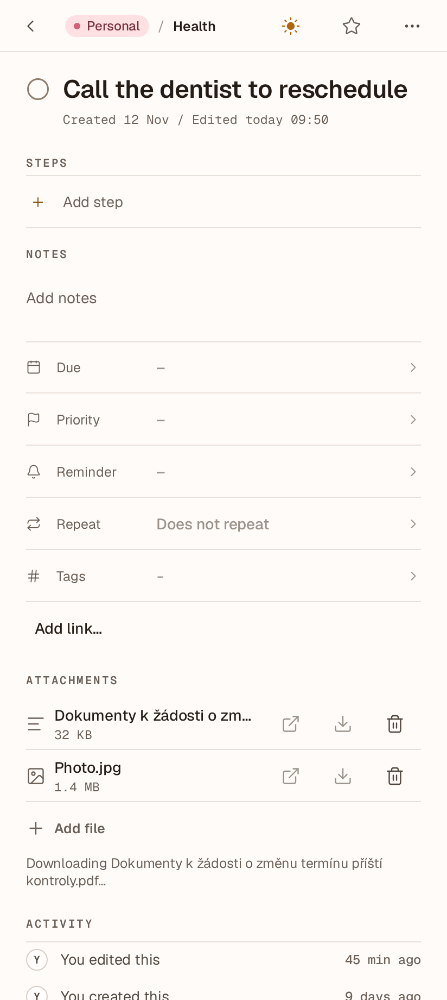 Personal / Health
Call the dentist to reschedule
Created 12 Nov / Edited today 09:50
STEPS
+ Add step
NOTES
Add notes
Due –
Priority –
Reminder –
Repeat Does not repeat
# Tags –
Add link…
ATTACHMENTS
Dokumenty k žádosti o zm…
32 KB
Photo.jpg
1.4 MB
+ Add file
Downloading Dokumenty k žádosti o změnu termínu příští
kontroly.pdf…
ACTIVITY
Y You edited this 45 min ago
Y You created this 9 days ago